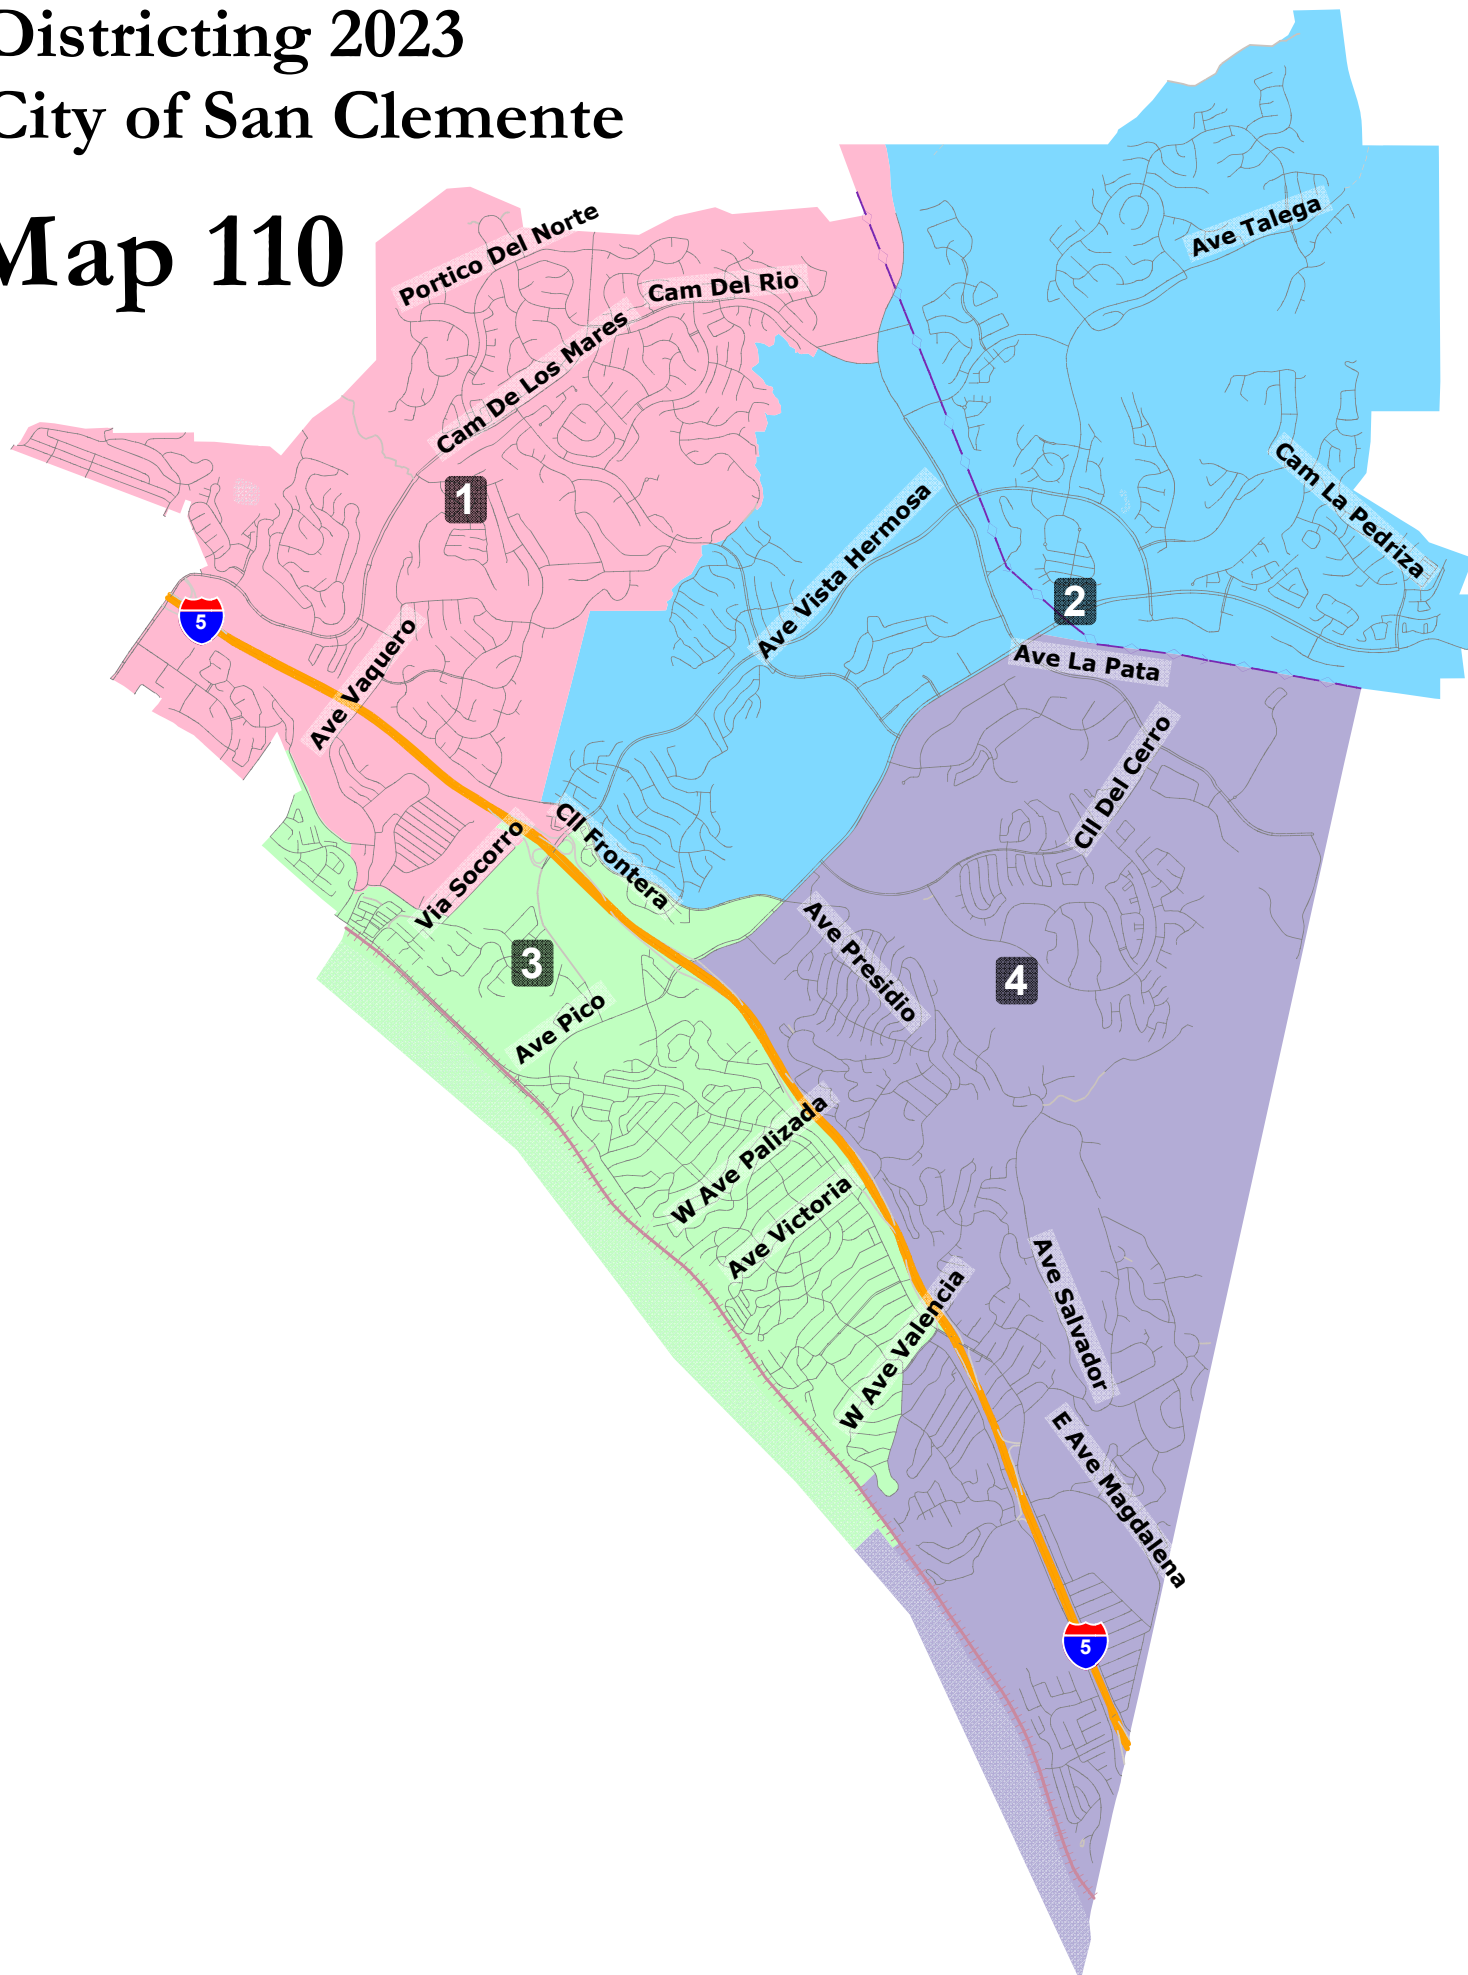 Districting 2023
City of San Clemente
Map 110
Portico Del Norte
Cam Del Rio
Ave Talega
Cam De Los Mares
1
Cam La Pedriza
Ave Vista Hermosa
2
5
Ave Vaquero
Ave La Pata
Cll Del Cerro
Cll Frontera
Via Socorro
Ave Presidio
3
4
Ave Pico
W Ave Palizada
Ave Victoria
W Ave Valencia
Ave Salvador
E Ave Magdalena
5